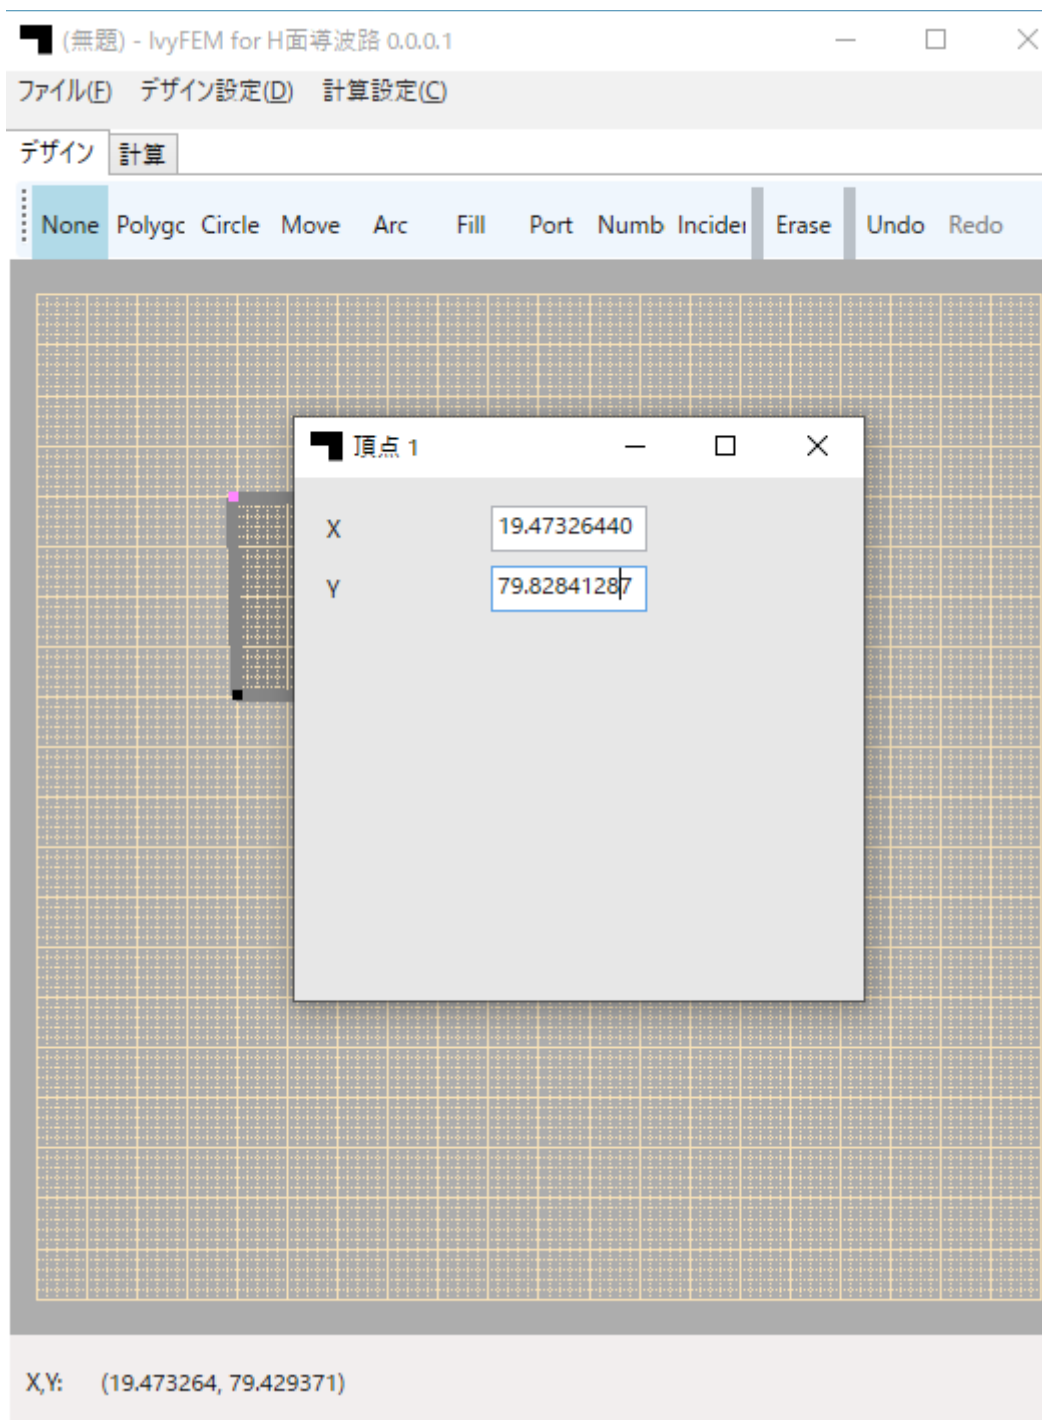 (無題) - IvyFEM for H面導波路 0.0.0.1
ファイル(F) デザイン設定(D) 計算設定(C)
デザイン 計算
None Polygc Circle Move Arc Fill Port Numb Incider Erase Undo Redo
頂点 1
X 19.47326440
Y 79.82841287
X,Y: (19.473264, 79.429371)